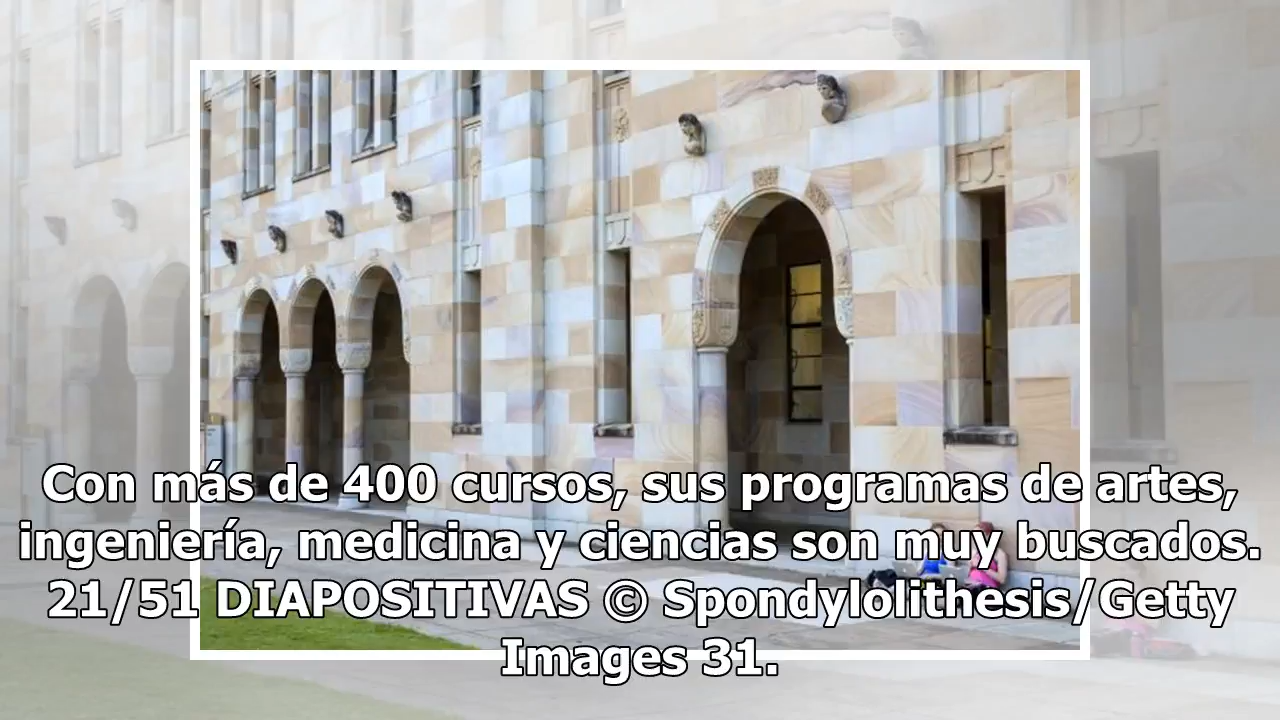 Con más de 400 cursos, sus programas de artes,
ingeniería, medicina y ciencias son muy buscados.
21/51 DIAPOSITIVAS © Spondylolithesis/Getty
Images 31.